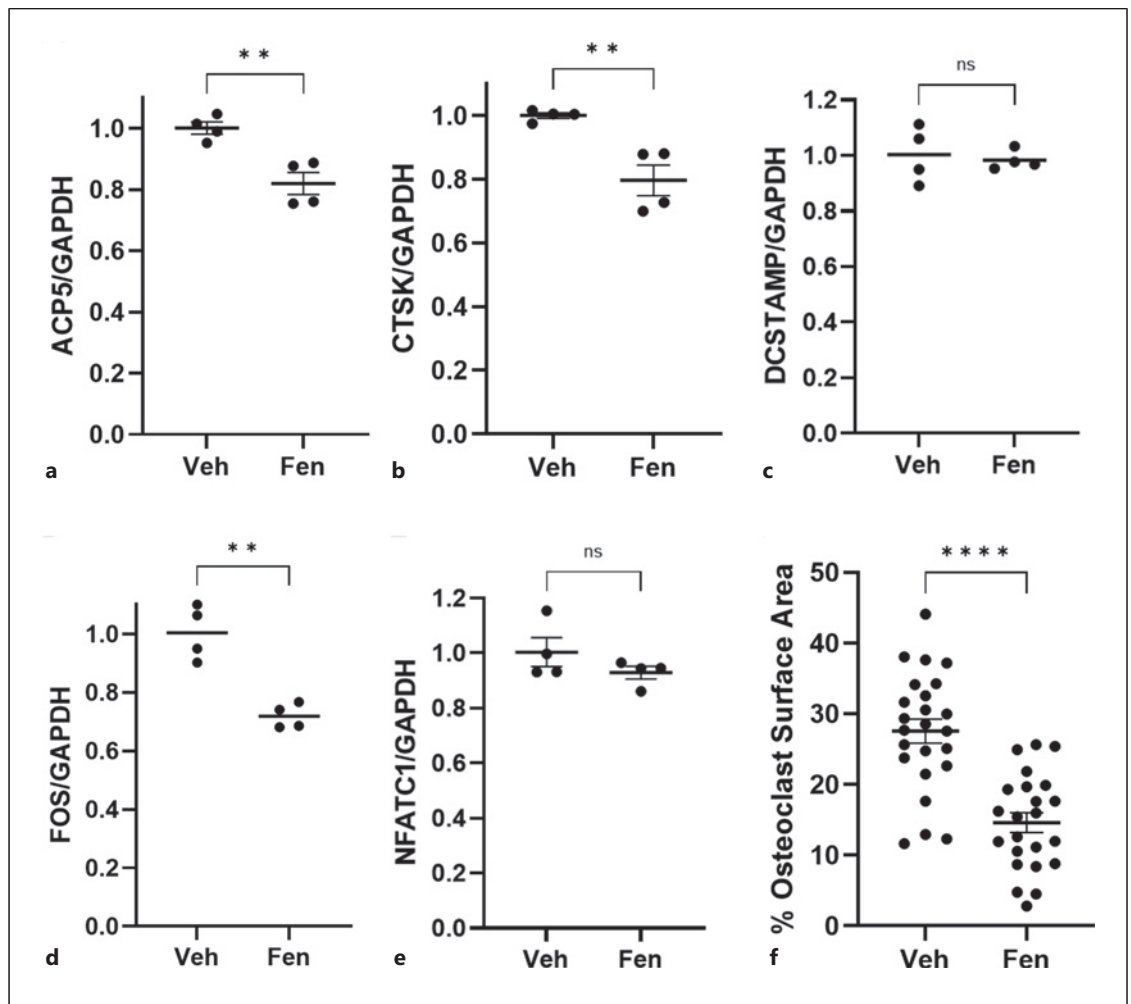 **
ACP5/GAPDH
1.0
0.8
0.6
0.4
0.2
0.0
Veh Fen
a
**
CTSK/GAPDH
1.0
0.8
0.6
0.4
0.2
0.0
Veh Fen
b
ns
DCSTAMP/GAPDH
1.2
1.0
0.8
0.6
0.4
0.2
0.0
Veh Fen
c
**
FOS/GAPDH
1.0
0.8
0.6
0.4
0.2
0.0
Veh Fen
d
ns
NFATC1/GAPDH
1.2
1.0
0.8
0.6
0.4
0.2
0.0
Veh Fen
e
****
% Osteoclast Surface Area
50
40
30
20
10
0
Veh Fen
f